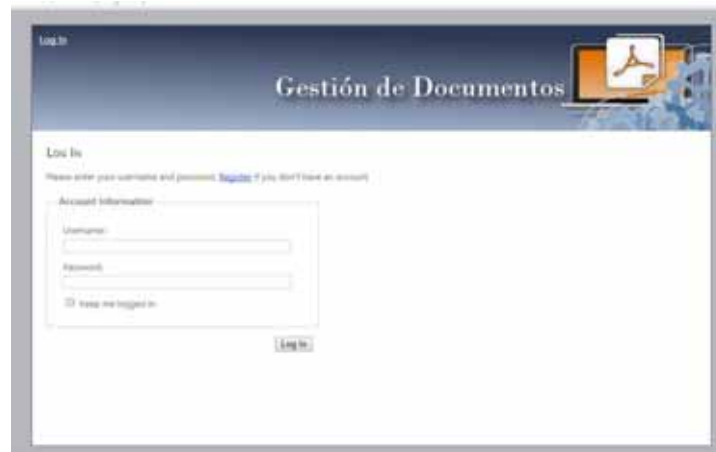 Log In
Gestión de Documentos
Log In
Please enter your username and password. Register if you don't have an account.
Account Information
Username:
Password:
Keep me logged in
Log In